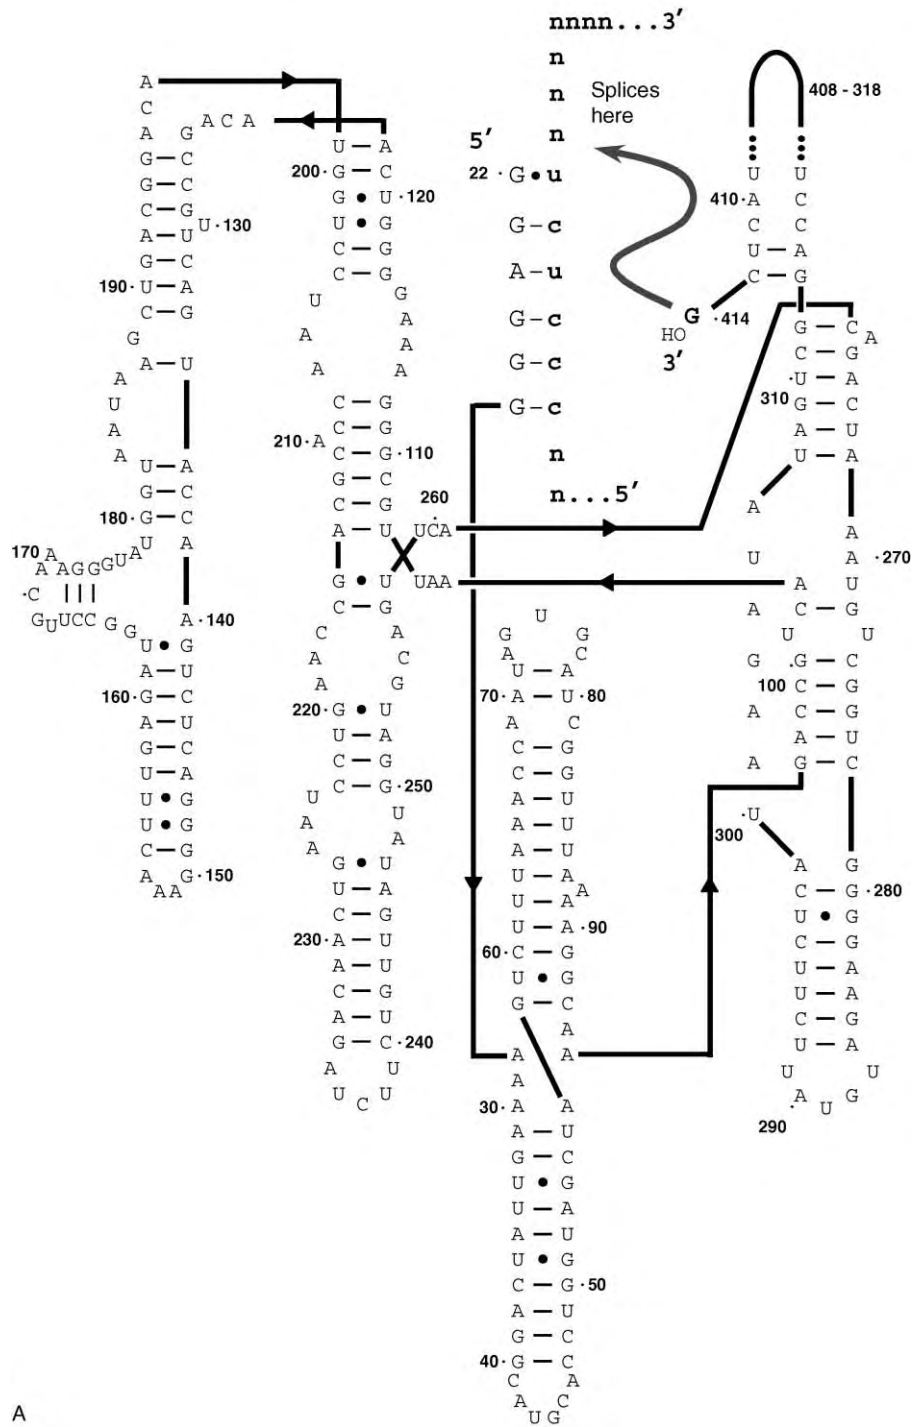 nnnn...3′
n
A n Splices 408 - 318
C here
A G A C A 5′ n
G C U A
G C 200· G C 22 · G u U U
C C G U ·120 410· A C
G G U · 130 U G G c C C
A U C G U A
G C C C A u C G
190· U A U G
C G A G c HO G · 414 G C A
G A A 3′ C G
A U A A G c U A
A C G G 310 G C
U C G G U U
A 210· A C G · 110 n U A
A U A G C n...5′
G C C G 260 A
180· G C A U UCA A
170 A A A G G G U A U A U A · 270
C G U UAA A A U
G U U C C G G A · 140 C G U A C G
U G C A G U G U U
G U A C A C G G C
160· G C A G 70· A U · 80 100 C G
A U 220· G U A C A C G
G C U A C G A U
U U C G C G A G C
U C C G · 250 A U U
U A U U A U 300
U G A A A U
C G A A U A A G
A A A G · 150 G U U A C G · 280
U A U A U G
C G 60· C G · 90 C G
230· A U U G U A
A U G C U A
C G A C G
A U A A U A
G C · 240 A A U U
A U 30· A A A G
U C U A U 290 U
G C
U G
U A
A U
U G
C G · 50
A U
G C
40· G C
C A
A U G C
A